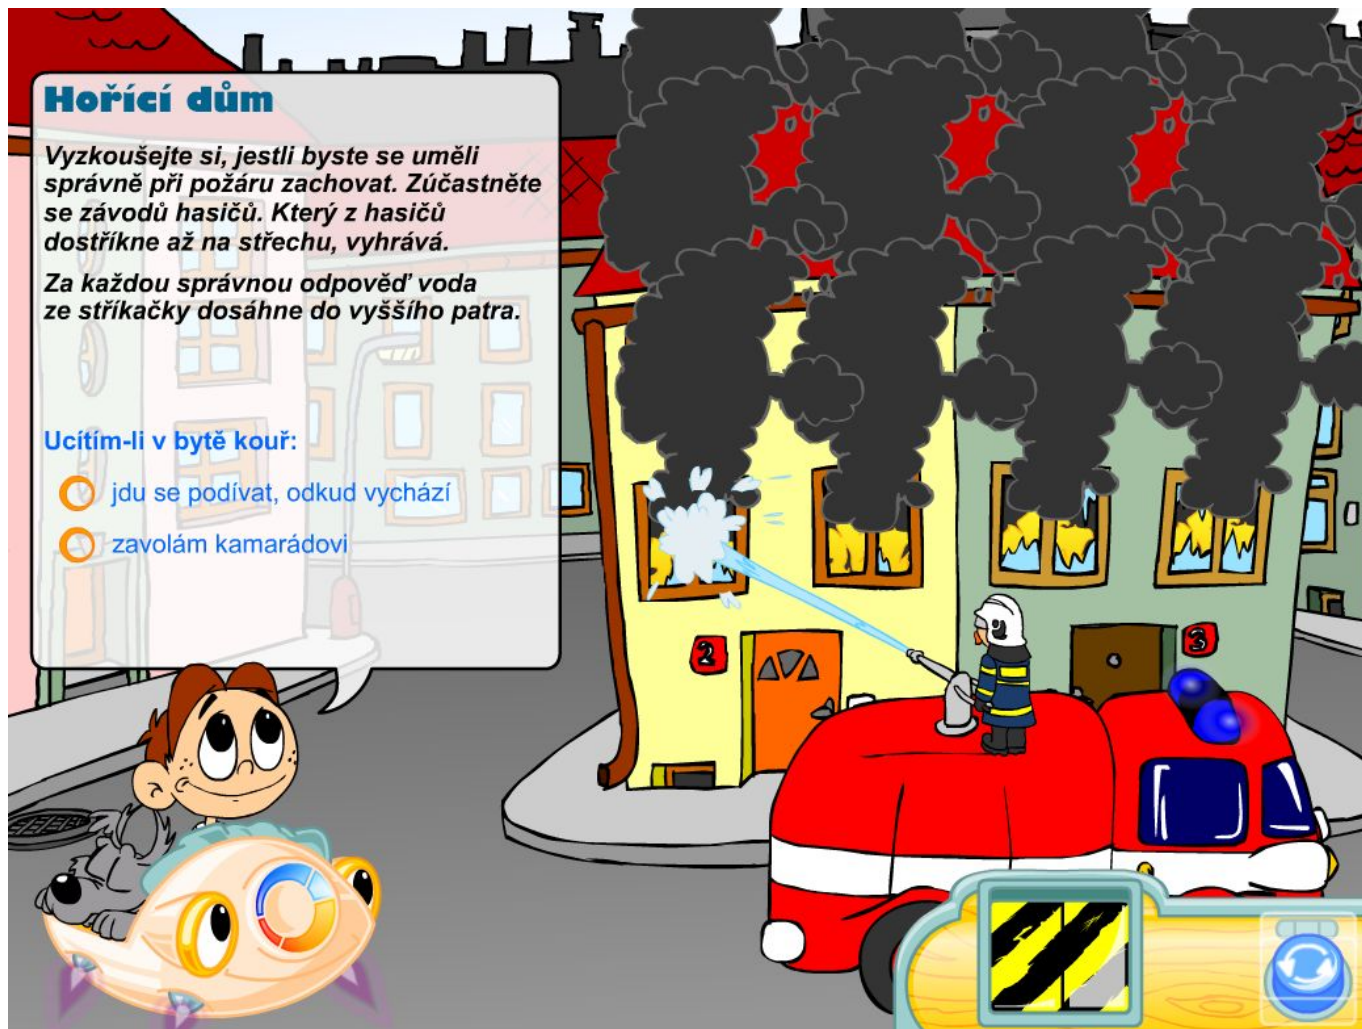 Hořící dům
Vyzkoušejte si, jestli byste se uměli
správně při požáru zachovat. Zúčastněte
se závodů hasičů. Který z hasičů
dostříkne až na střechu, vyhrává.
Za každou správnou odpověď voda
ze stříkačky dosáhne do vyššího patra.
Ucítím-li v bytě kouř:
jdu se podívat, odkud vychází
zavolám kamarádovi
2
3